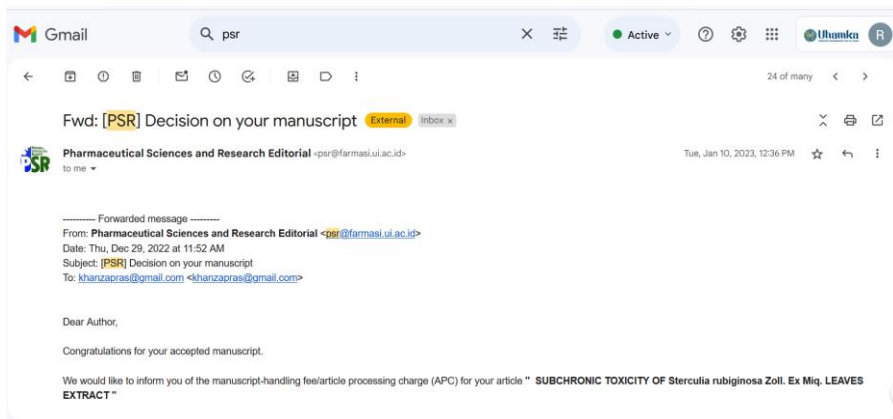 Gmail
psr
Active
Uhamka
R
24 of many
Fwd: [PSR] Decision on your manuscript External Inbox x
PSR
Pharmaceutical Sciences and Research Editorial <psr@farmasi.ui.ac.id>
Tue, Jan 10, 2023, 12:36 PM
to me
---------- Forwarded message ---------
From: Pharmaceutical Sciences and Research Editorial <psr@farmasi.ui.ac.id>
Date: Thu, Dec 29, 2022 at 11:52 AM
Subject: [PSR] Decision on your manuscript
To: khanzapras@gmail.com <khanzapras@gmail.com>
Dear Author,
Congratulations for your accepted manuscript.
We would like to inform you of the manuscript-handling fee/article processing charge (APC) for your article " SUBCHRONIC TOXICITY OF Sterculia rubiginosa Zoll. Ex Miq. LEAVES
EXTRACT"